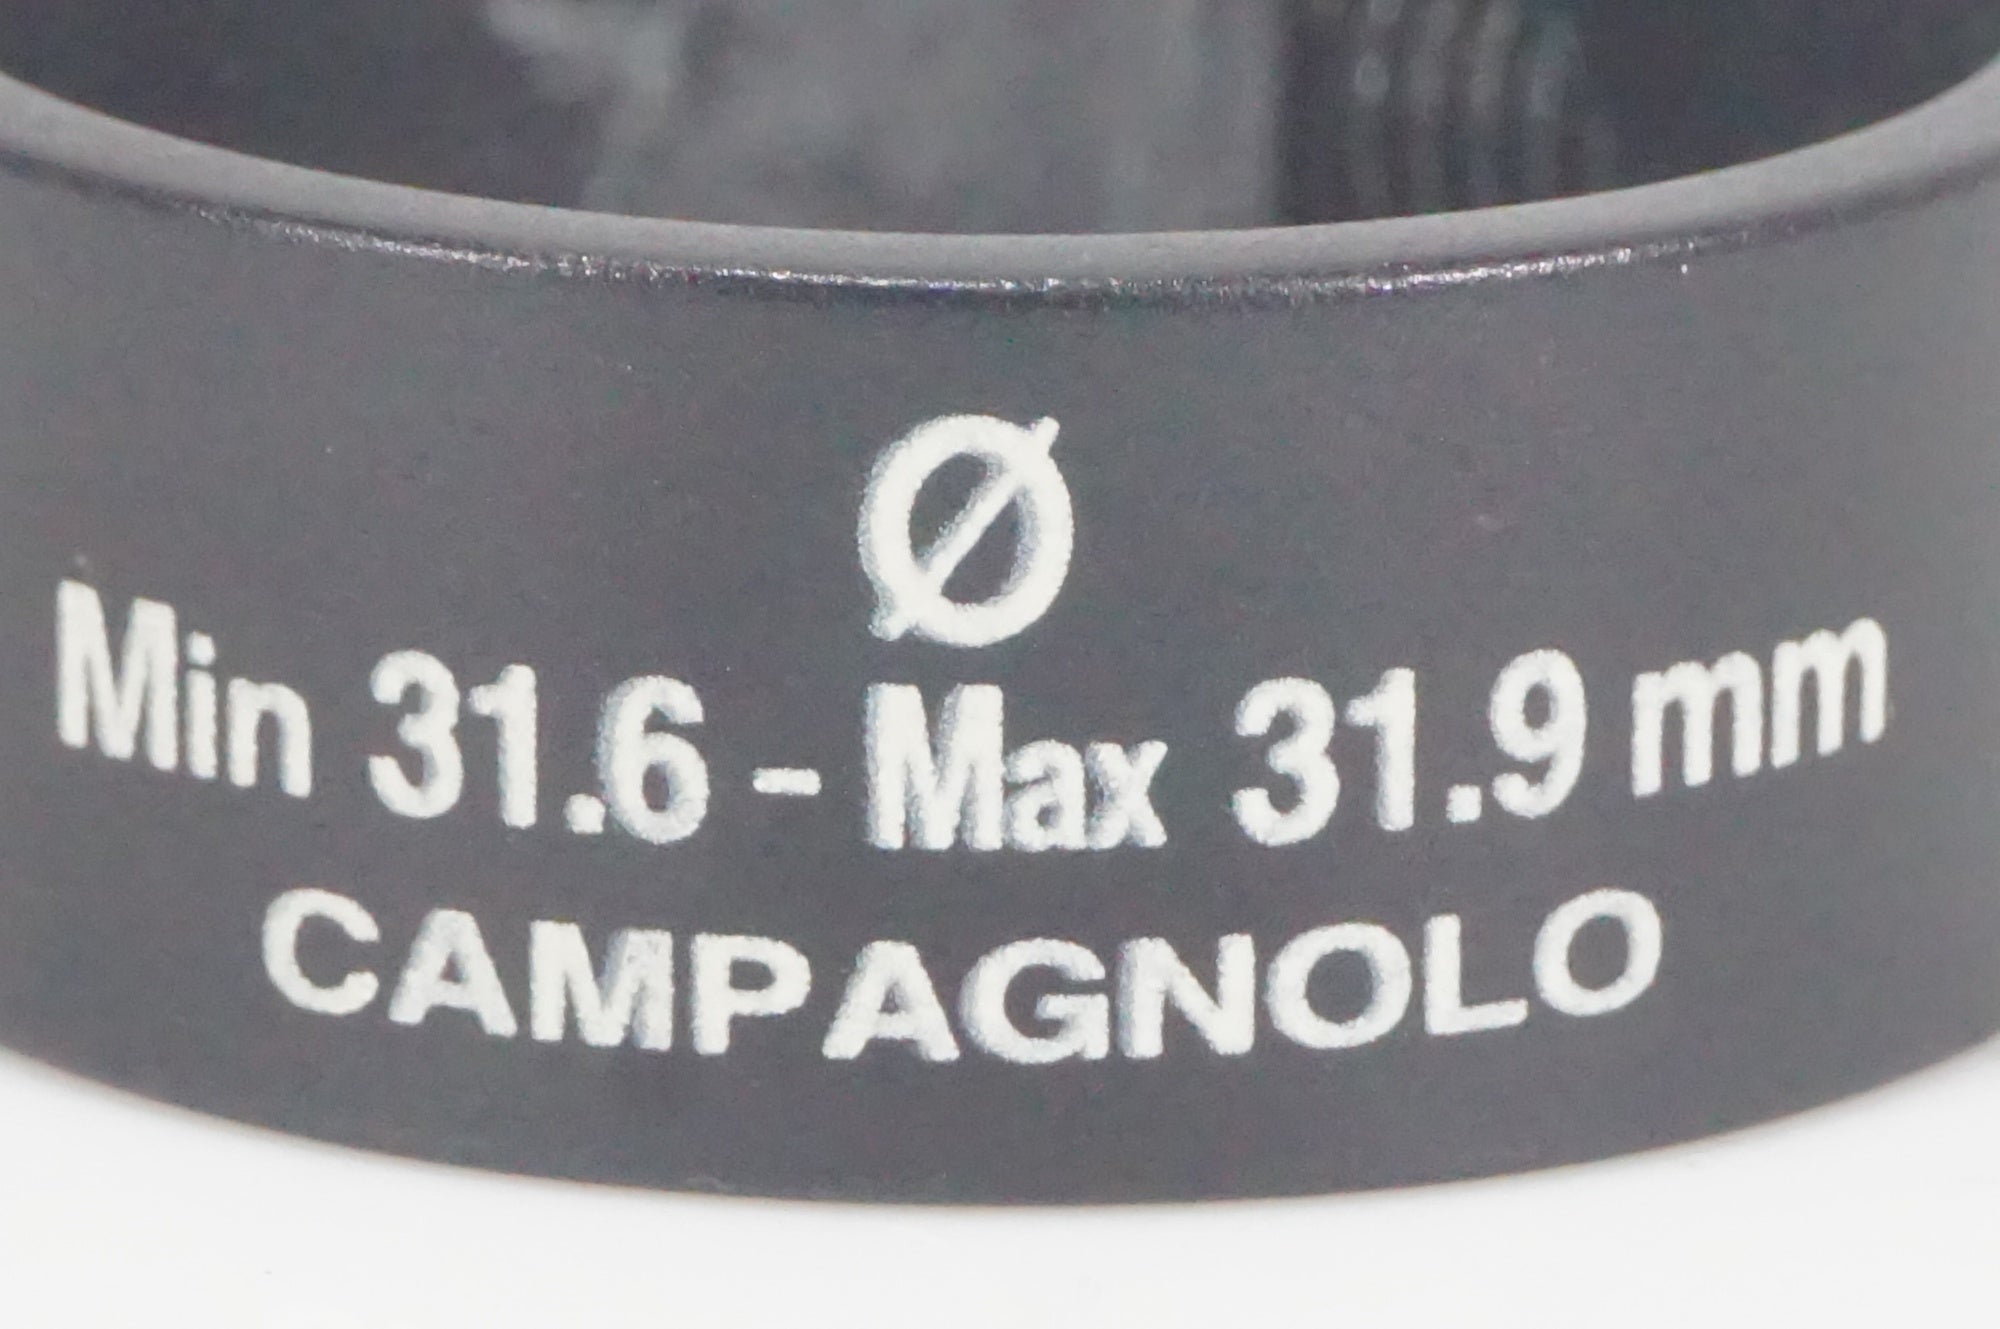 Ø
Min 31.6 - Max 31.9 mm
CAMPAGNOLO